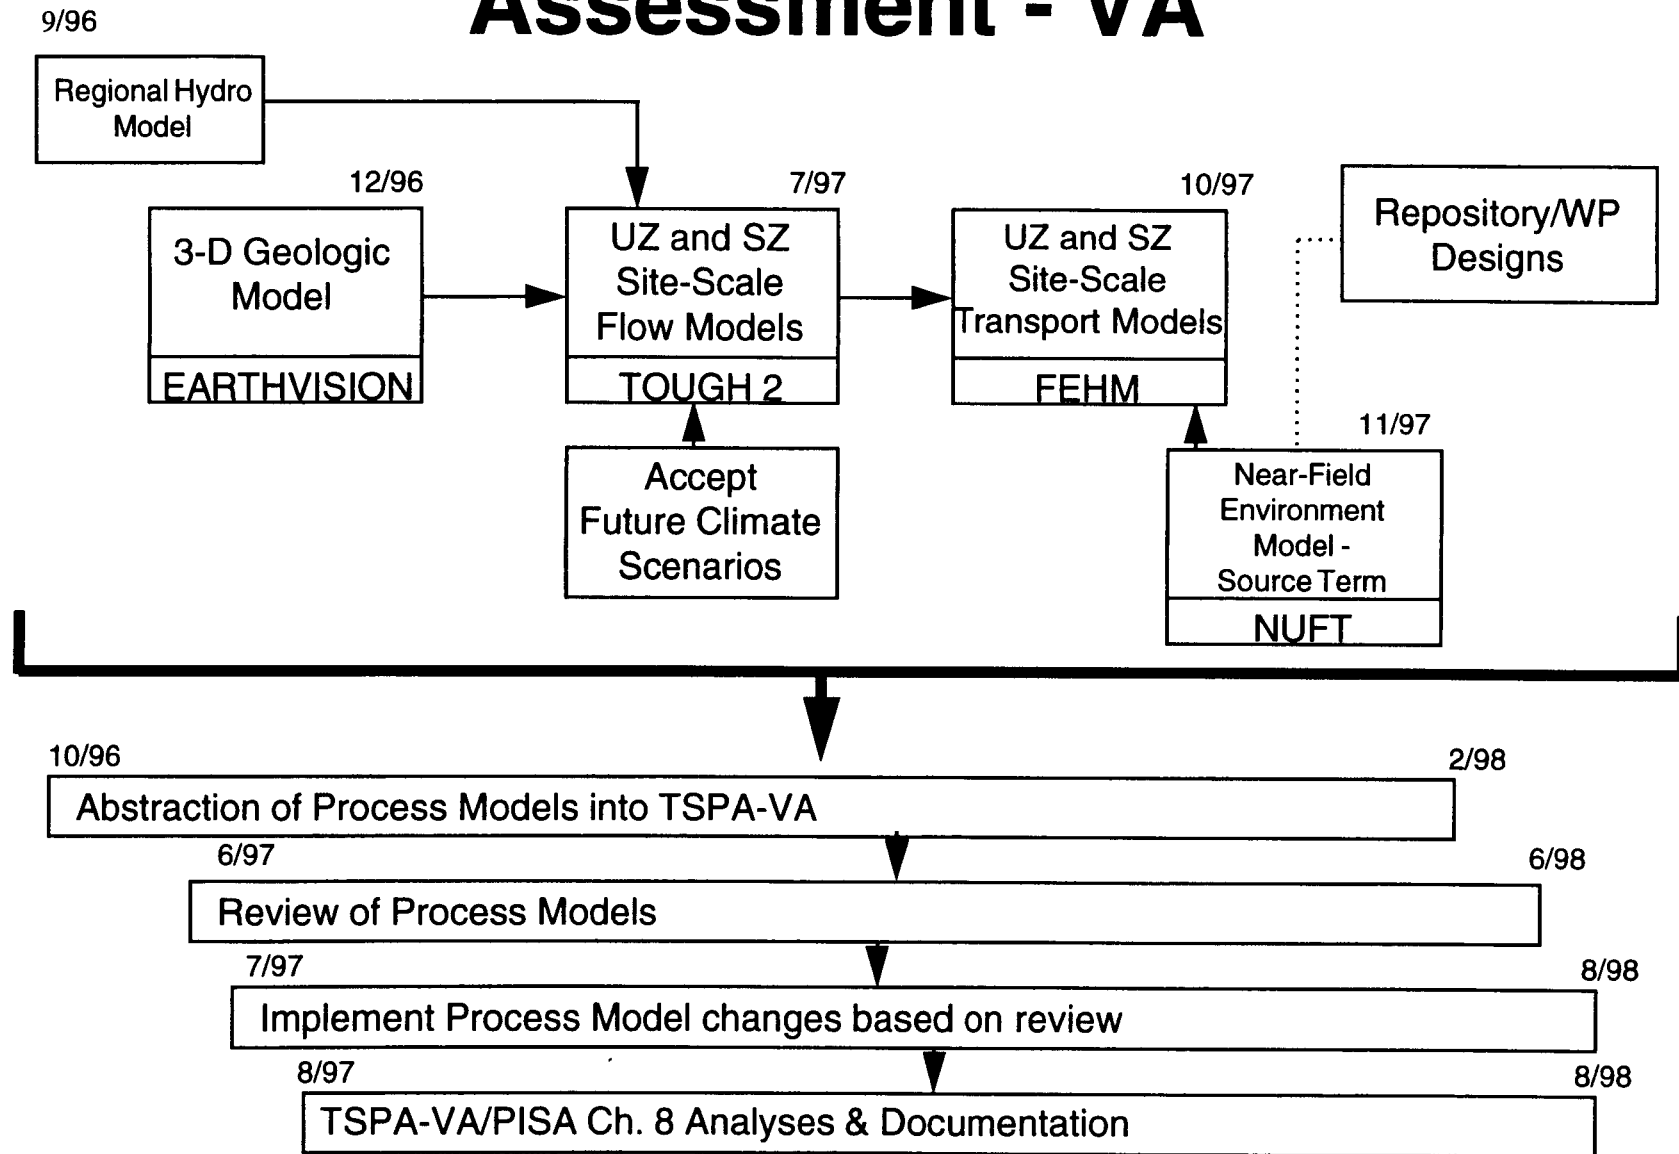 Assessment - VA
9/96
Regional Hydro
Model
12/96
3-D Geologic
Model
EARTHVISION
7/97
UZ and SZ
Site-Scale
Flow Models
TOUGH 2
Accept
Future Climate
Scenarios
10/97
UZ and SZ
Site-Scale
Transport Models
FEHM
Repository/WP
Designs
11/97
Near-Field
Environment
Model -
Source Term
NUFT
10/96
2/98
Abstraction of Process Models into TSPA-VA
6/97
6/98
Review of Process Models
7/97
8/98
Implement Process Model changes based on review
8/97
8/98
TSPA-VA/PISA Ch. 8 Analyses & Documentation